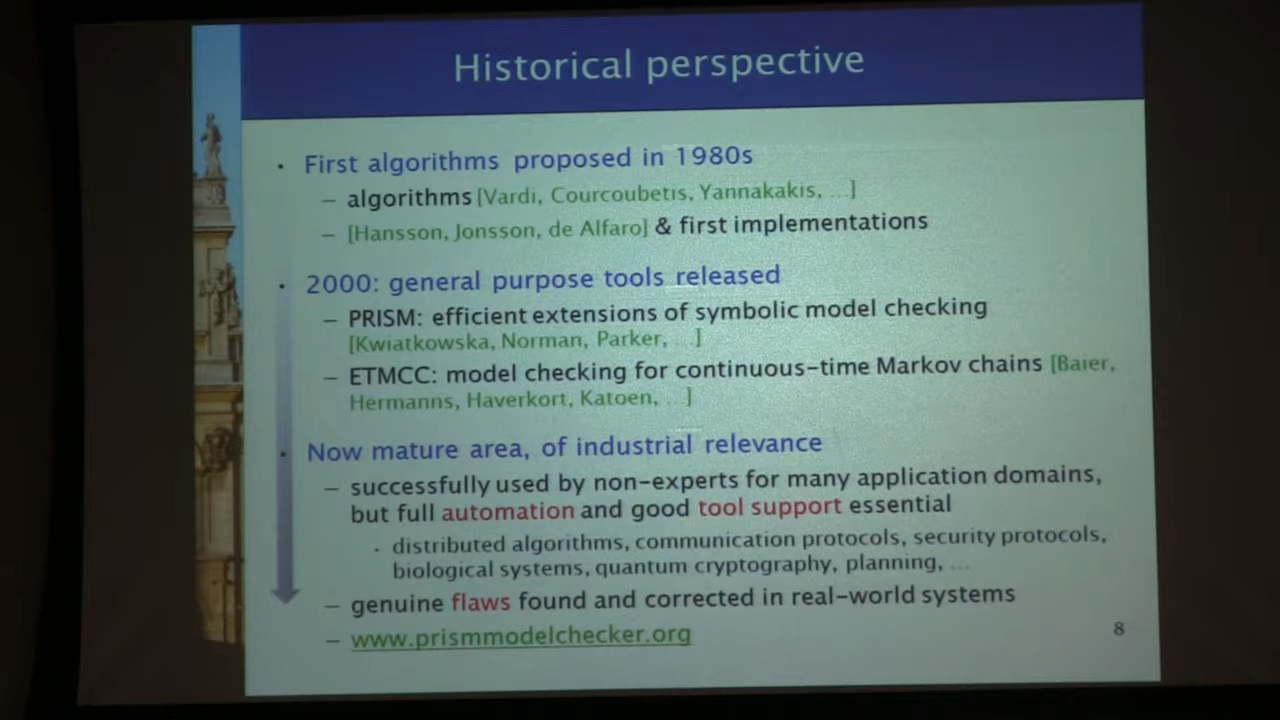 Historical perspective
· First algorithms proposed in 1980s
– algorithms [Vardi, Courcoubetis, Yannakakis, …]
– [Hansson, Jonsson, de Alfaro] & first implementations
· 2000: general purpose tools released
– PRISM: efficient extensions of symbolic model checking
[Kwiatkowska, Norman, Parker, …]
– ETMCC: model checking for continuous-time Markov chains [Baier,
Hermanns, Haverkort, Katoen, …]
· Now mature area, of industrial relevance
– successfully used by non-experts for many application domains,
but full automation and good tool support essential
· distributed algorithms, communication protocols, security protocols,
biological systems, quantum cryptography, planning, …
– genuine flaws found and corrected in real-world systems
– www.prismmodelchecker.org
8